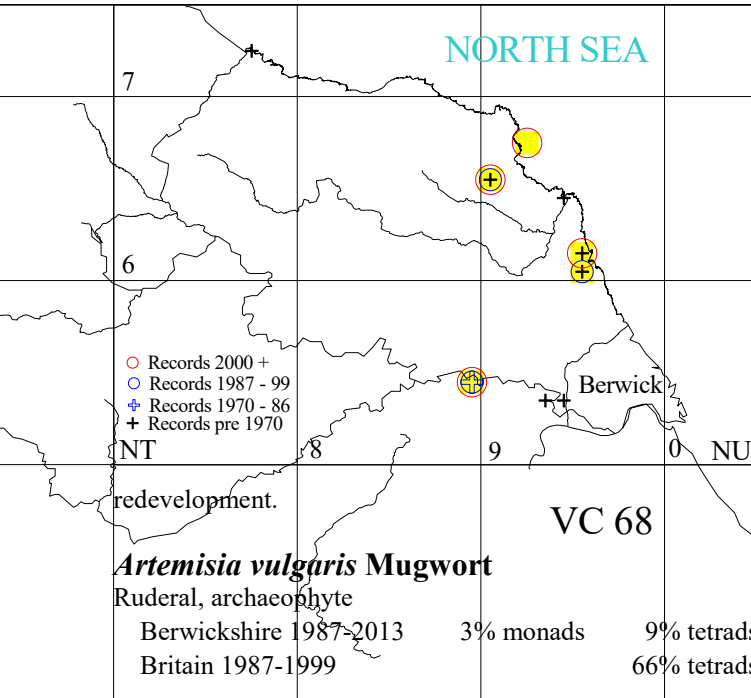 NORTH SEA
7
6
Records 2000 +
Records 1987 - 99
Records 1970 - 86
Records pre 1970
Berwick
NT 8 9 0 NU
redevelopment.
VC 68
Artemisia vulgaris Mugwort
Ruderal, archaeophyte
Berwickshire 1987-2013 3% monads 9% tetrads
Britain 1987-1999 66% tetrads